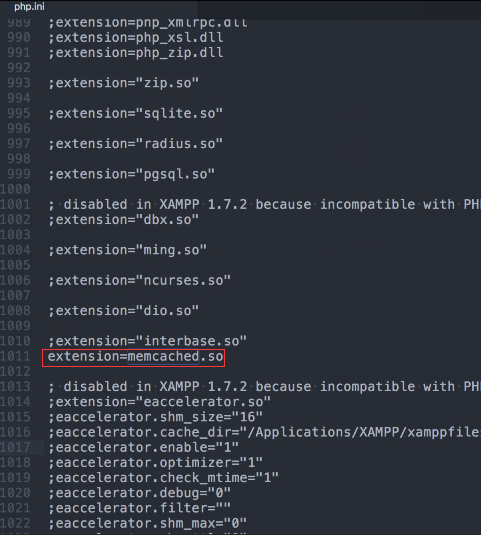 php.ini
989 ;extension=php_xmlrpc.dll
990 ;extension=php_xsl.dll
991 ;extension=php_zip.dll
992
993 ;extension="zip.so"
994
995 ;extension="sqlite.so"
996
997 ;extension="radius.so"
998
999 ;extension="pgsql.so"
1000
1001 ; disabled in XAMPP 1.7.2 because incompatible with PH
1002 ;extension="dbx.so"
1003
1004 ;extension="ming.so"
1005
1006 ;extension="ncurses.so"
1007
1008 ;extension="dio.so"
1009
1010 ;extension="interbase.so"
1011 extension=memcached.so
1012
1013 ; disabled in XAMPP 1.7.2 because incompatible with PH
1014 ;extension="eaccelerator.so"
1015 ;eaccelerator.shm_size="16"
1016 ;eaccelerator.cache_dir="/Applications/XAMPP/xamppfiles
1017 ;eaccelerator.enable="1"
1018 ;eaccelerator.optimizer="1"
1019 ;eaccelerator.check_mtime="1"
1020 ;eaccelerator.debug="0"
1021 ;eaccelerator.filter=""
1022 ;eaccelerator.shm_max="0"